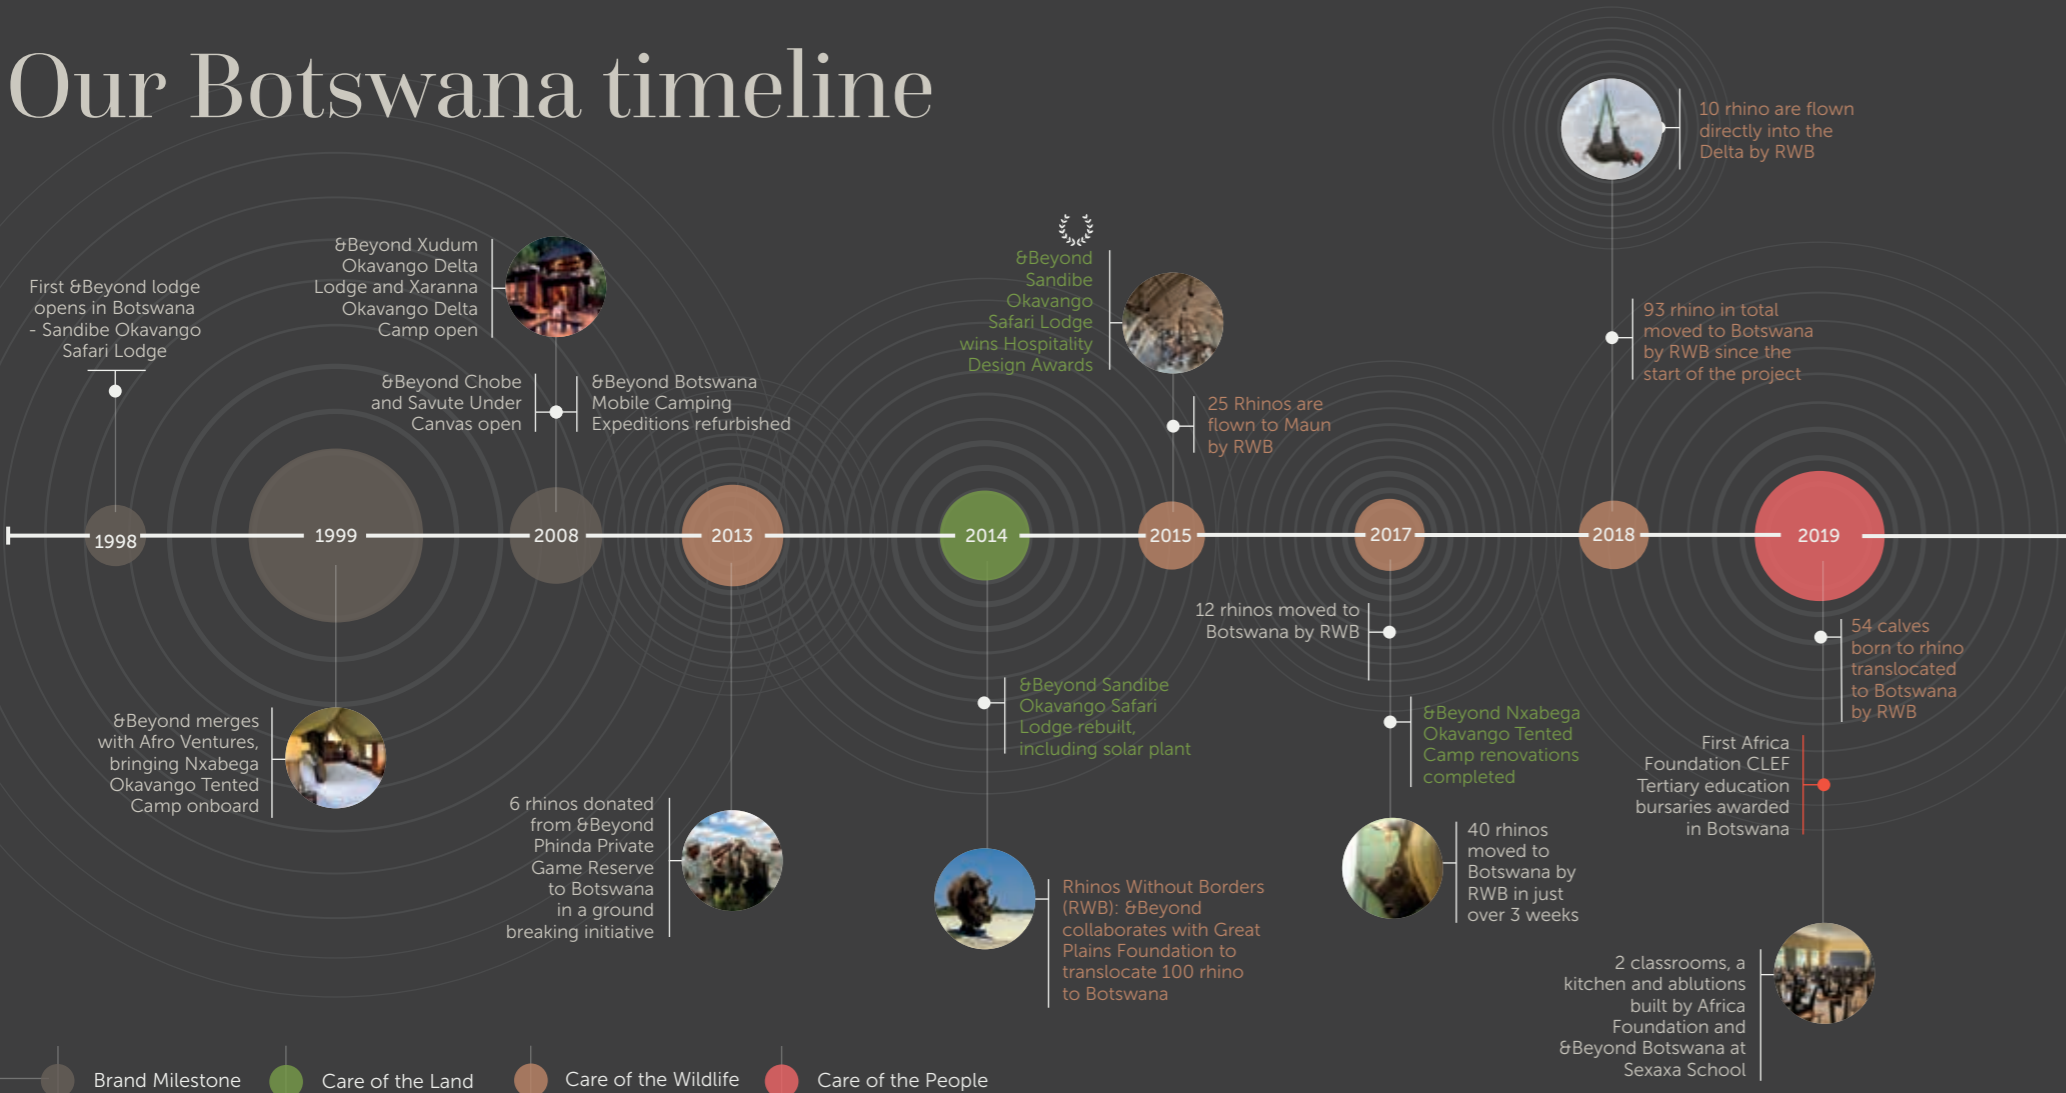 Our Botswana timeline
First &Beyond lodge
opens in Botswana
- Sandibe Okavango
Safari Lodge
1998
1999
&Beyond merges
with Afro Ventures,
bringing Nxabega
Okavango Tented
Camp onboard
&Beyond Xudum
Okavango Delta
Lodge and Xaranna
Okavango Delta
Camp open
&Beyond Chobe
and Savute Under
Canvas open
&Beyond Botswana
Mobile Camping
Expeditions refurbished
2008
2013
6 rhinos donated
from &Beyond
Phinda Private
Game Reserve
to Botswana
in a ground
breaking initiative
2014
&Beyond Sandibe
Okavango Safari
Lodge rebuilt,
including solar plant
Rhinos Without Borders
(RWB): &Beyond
collaborates with Great
Plains Foundation to
translocate 100 rhino
to Botswana
&Beyond
Sandibe
Okavango
Safari Lodge
wins Hospitality
Design Awards
25 Rhinos are
flown to Maun
by RWB
2015
2017
12 rhinos moved to
Botswana by RWB
&Beyond Nxabega
Okavango Tented
Camp renovations
completed
40 rhinos
moved to
Botswana by
RWB in just
over 3 weeks
10 rhino are flown
directly into the
Delta by RWB
93 rhino in total
moved to Botswana
by RWB since the
start of the project
2018
2019
54 calves
born to rhino
translocated
to Botswana
by RWB
First Africa
Foundation CLEF
Tertiary education
bursaries awarded
in Botswana
2 classrooms, a
kitchen and ablutions
built by Africa
Foundation and
&Beyond Botswana at
Sexaxa School
Brand Milestone
Care of the Land
Care of the Wildlife
Care of the People